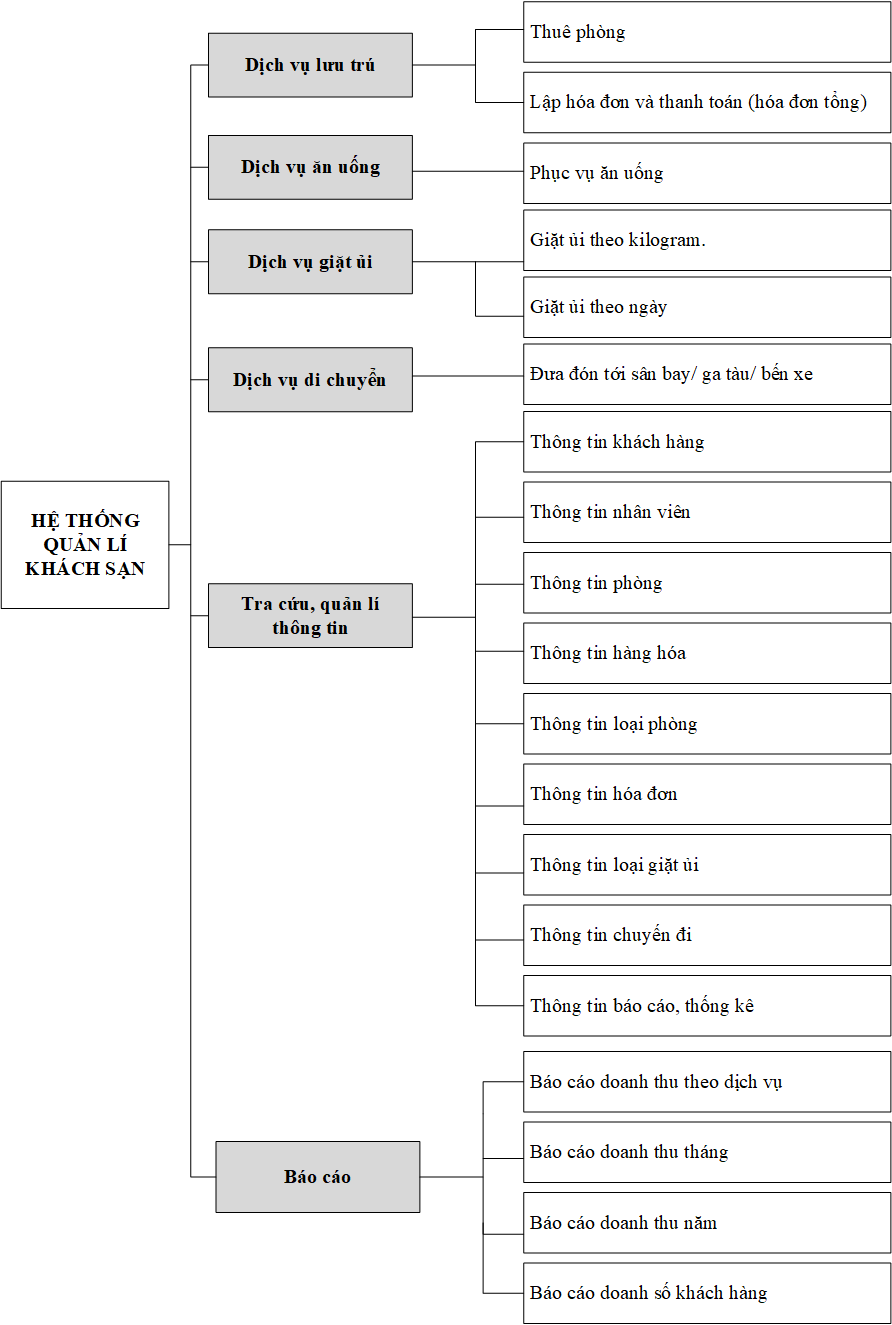 HỆ THỐNG
QUẢN LÍ
KHÁCH SẠN
Dịch vụ lưu trú
Thuê phòng
Lập hóa đơn và thanh toán (hóa đơn tổng)
Dịch vụ ăn uống
Phục vụ ăn uống
Dịch vụ giặt ủi
Giặt ủi theo kilogram.
Giặt ủi theo ngày
Dịch vụ di chuyển
Đưa đón tới sân bay/ ga tàu/ bến xe
Tra cứu, quản lí
thông tin
Thông tin khách hàng
Thông tin nhân viên
Thông tin phòng
Thông tin hàng hóa
Thông tin loại phòng
Thông tin hóa đơn
Thông tin loại giặt ủi
Thông tin chuyến đi
Thông tin báo cáo, thống kê
Báo cáo
Báo cáo doanh thu theo dịch vụ
Báo cáo doanh thu tháng
Báo cáo doanh thu năm
Báo cáo doanh số khách hàng